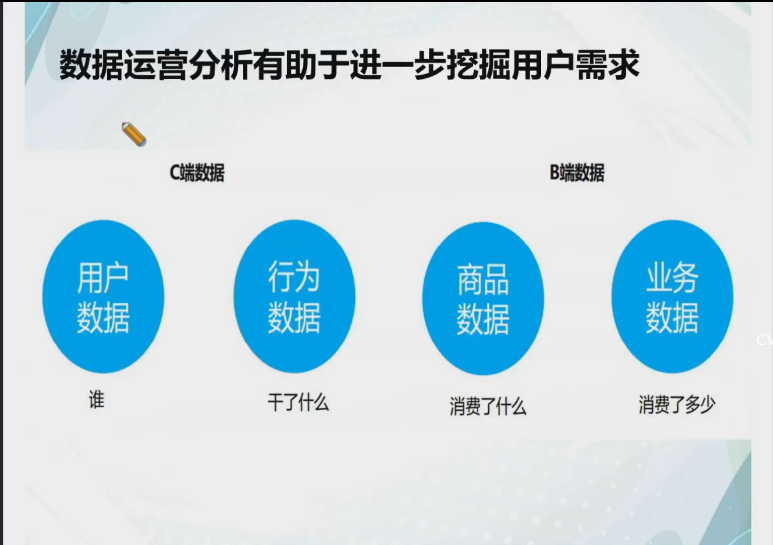 数据运营分析有助于进一步挖掘用户需求
C端数据
B端数据
用户
数据
行为
数据
商品
数据
业务
数据
谁
干了什么
消费了什么
消费了多少